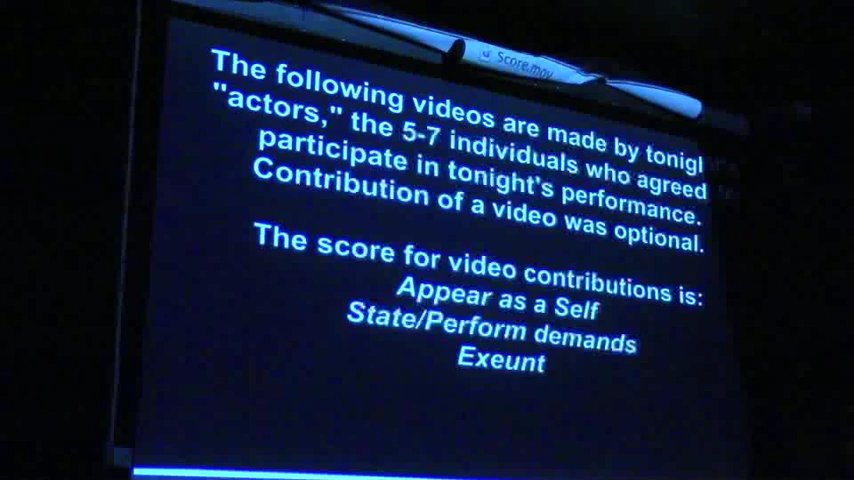 Score.mov
The following videos are made by tonigh
"actors," the 5-7 individuals who agreed
participate in tonight's performance.
Contribution of a video was optional.
The score for video contributions is:
Appear as a Self
State/Perform demands
Exeunt